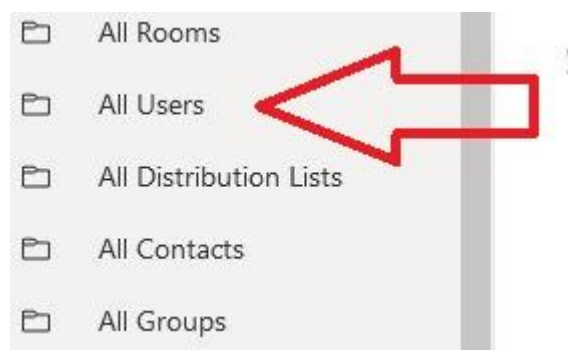 All Rooms
All Users
All Distribution Lists
All Contacts
All Groups